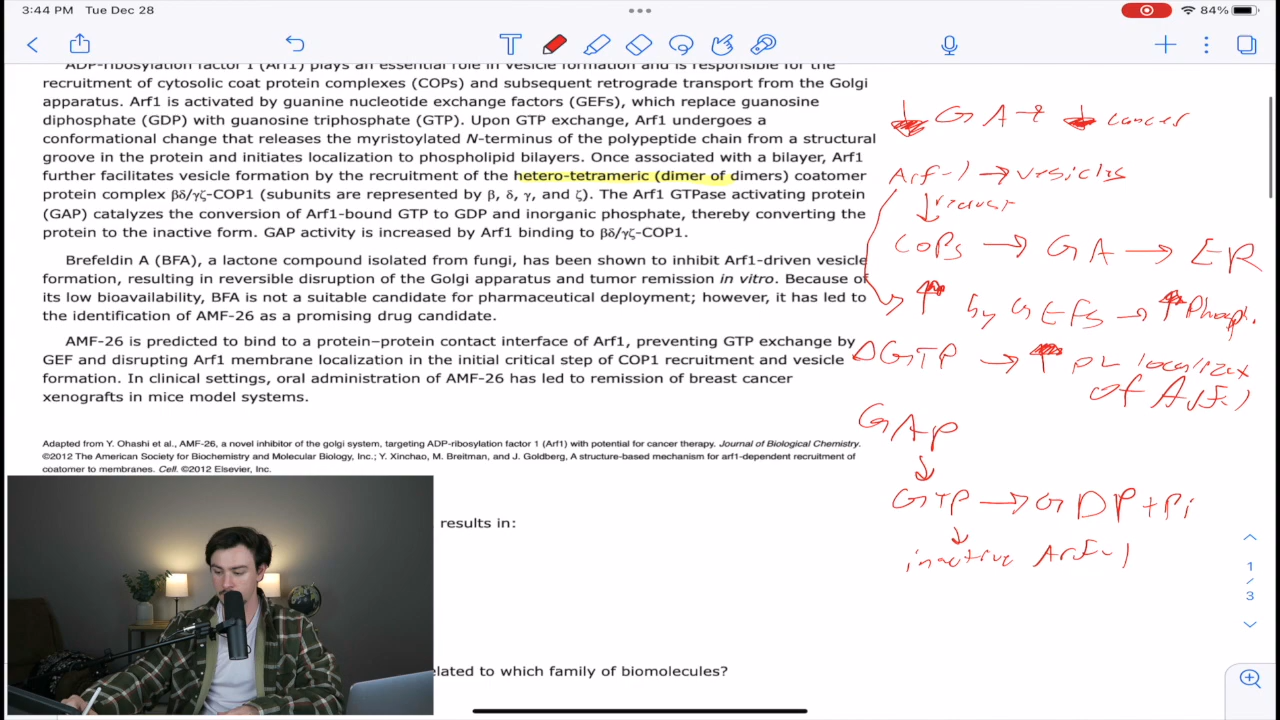 3:44 PM Tue Dec 28
84%
ADP-ribosylation factor 1 (Arf1) plays an essential role in vesicle formation and is responsible for the
recruitment of cytosolic coat protein complexes (COPs) and subsequent retrograde transport from the Golgi
apparatus. Arf1 is activated by guanine nucleotide exchange factors (GEFs), which replace guanosine
diphosphate (GDP) with guanosine triphosphate (GTP). Upon GTP exchange, Arf1 undergoes a
conformational change that releases the myristoylated N-terminus of the polypeptide chain from a structural
groove in the protein and initiates localization to phospholipid bilayers. Once associated with a bilayer, Arf1
further facilitates vesicle formation by the recruitment of the hetero-tetrameric (dimer of dimers) coatomer
protein complex βδ/γζ-COP1 (subunits are represented by β, δ, γ, and ζ). The Arf1 GTPase activating protein
(GAP) catalyzes the conversion of Arf1-bound GTP to GDP and inorganic phosphate, thereby converting the
protein to the inactive form. GAP activity is increased by Arf1 binding to βδ/γζ-COP1.
Brefeldin A (BFA), a lactone compound isolated from fungi, has been shown to inhibit Arf1-driven vesicle
formation, resulting in reversible disruption of the Golgi apparatus and tumor remission in vitro. Because of
its low bioavailability, BFA is not a suitable candidate for pharmaceutical deployment; however, it has led to
the identification of AMF-26 as a promising drug candidate.
AMF-26 is predicted to bind to a protein–protein contact interface of Arf1, preventing GTP exchange by
GEF and disrupting Arf1 membrane localization in the initial critical step of COP1 recruitment and vesicle
formation. In clinical settings, oral administration of AMF-26 has led to remission of breast cancer
xenografts in mice model systems.
Adapted from Y. Ohashi et al., AMF-26, a novel inhibitor of the golgi system, targeting ADP-ribosylation factor 1 (Arf1) with potential for cancer therapy. Journal of Biological Chemistry.
©2012 The American Society for Biochemistry and Molecular Biology, Inc.; Y. Xinchao, M. Breitman, and J. Goldberg, A structure-based mechanism for arf1-dependent recruitment of
coatomer to membranes. Cell. ©2012 Elsevier, Inc.
results in:
elated to which family of biomolecules?
↓ GA → ↓ cancer
Arf-1 → vesicles
↓ recruit
COPs → GA → ER
↑ by GEFs → ↑ Phosph.
GTP → ↑ PL
of Arf-1
GAP
↓
GTP → GDP + Pi
↓
inactive Arf-1
1
/
3